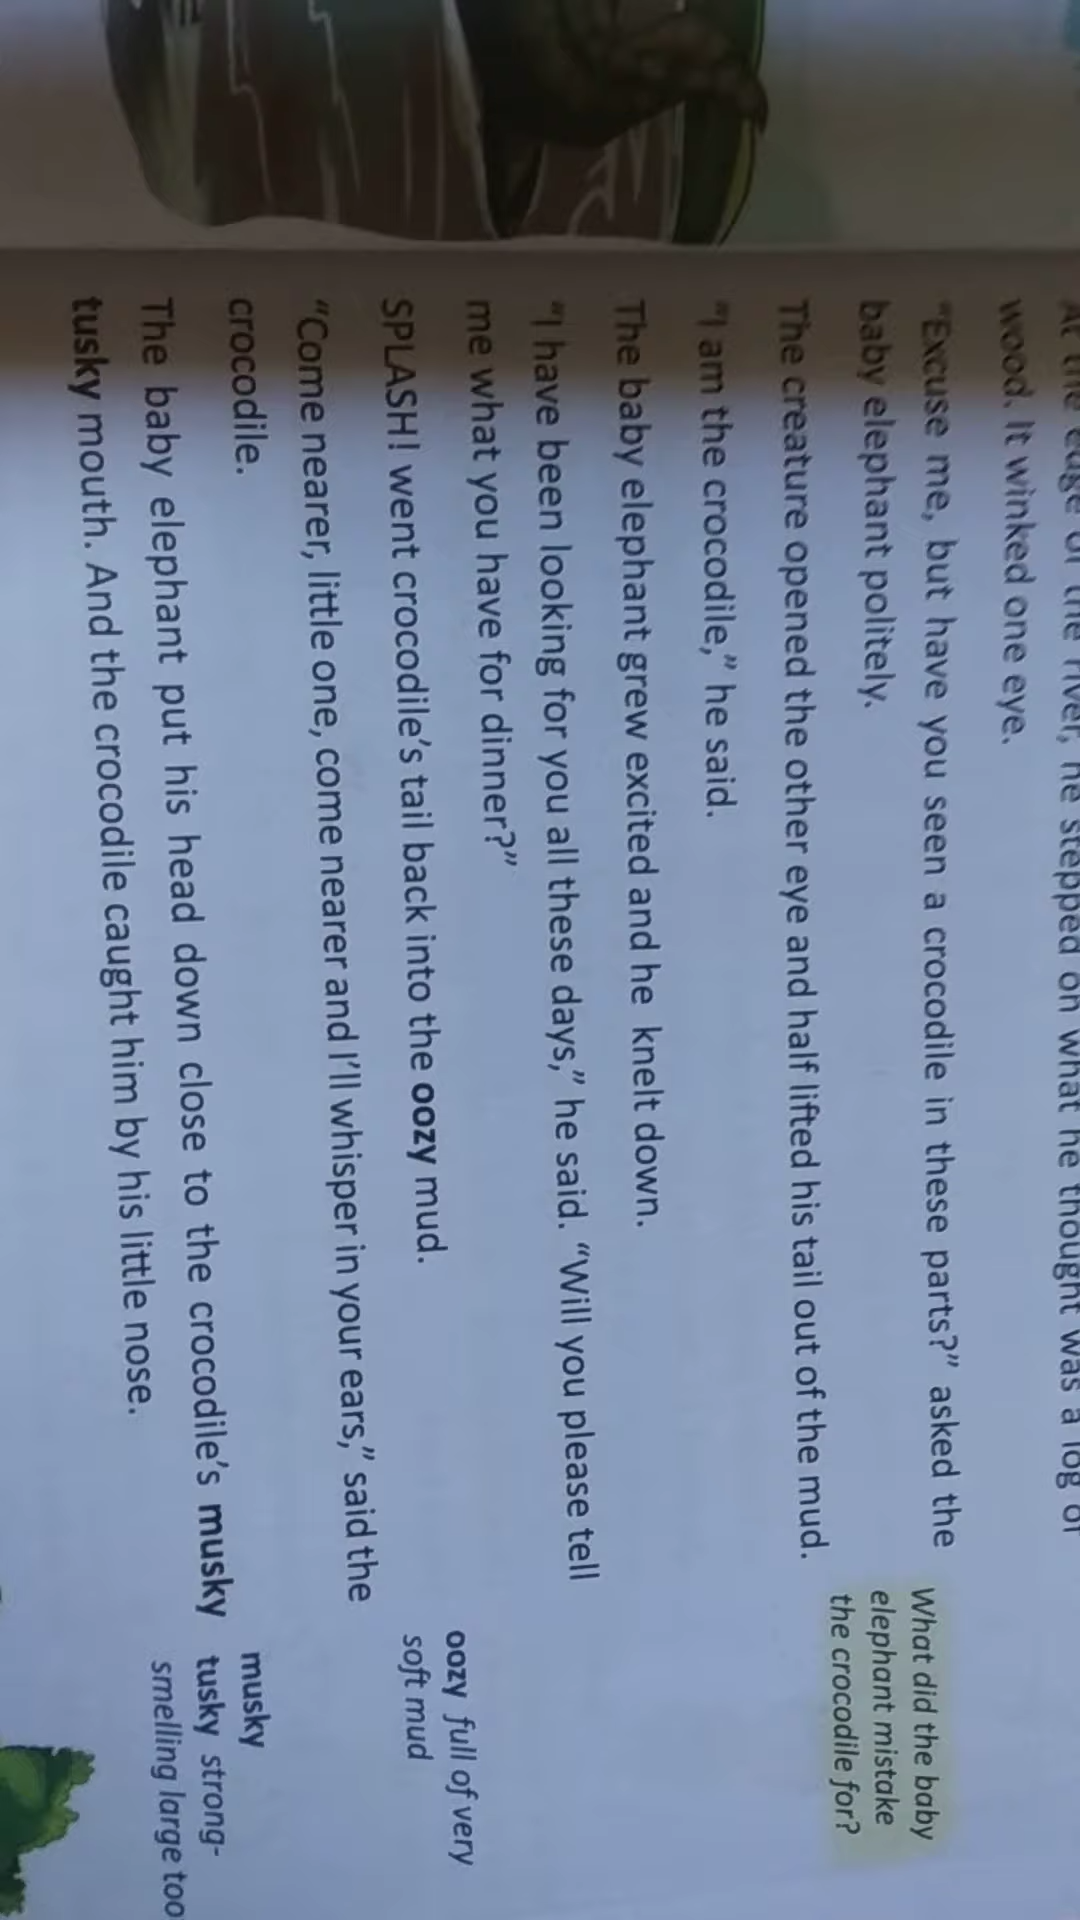 At the edge of the river, he stepped on what he thought was a log of
wood. It winked one eye.
"Excuse me, but have you seen a crocodile in these parts?" asked the
baby elephant politely.
The creature opened the other eye and half lifted his tail out of the mud.
"I am the crocodile," he said.
The baby elephant grew excited and he knelt down.
"I have been looking for you all these days," he said. "Will you please tell
me what you have for dinner?"
SPLASH! went crocodile's tail back into the oozy mud.
"Come nearer, little one, come nearer and I'll whisper in your ears," said the
crocodile.
The baby elephant put his head down close to the crocodile's musky
tusky mouth. And the crocodile caught him by his little nose.
What did the baby
elephant mistake
the crocodile for?
oozy full of very
soft mud
musky
tusky strong-
smelling large too